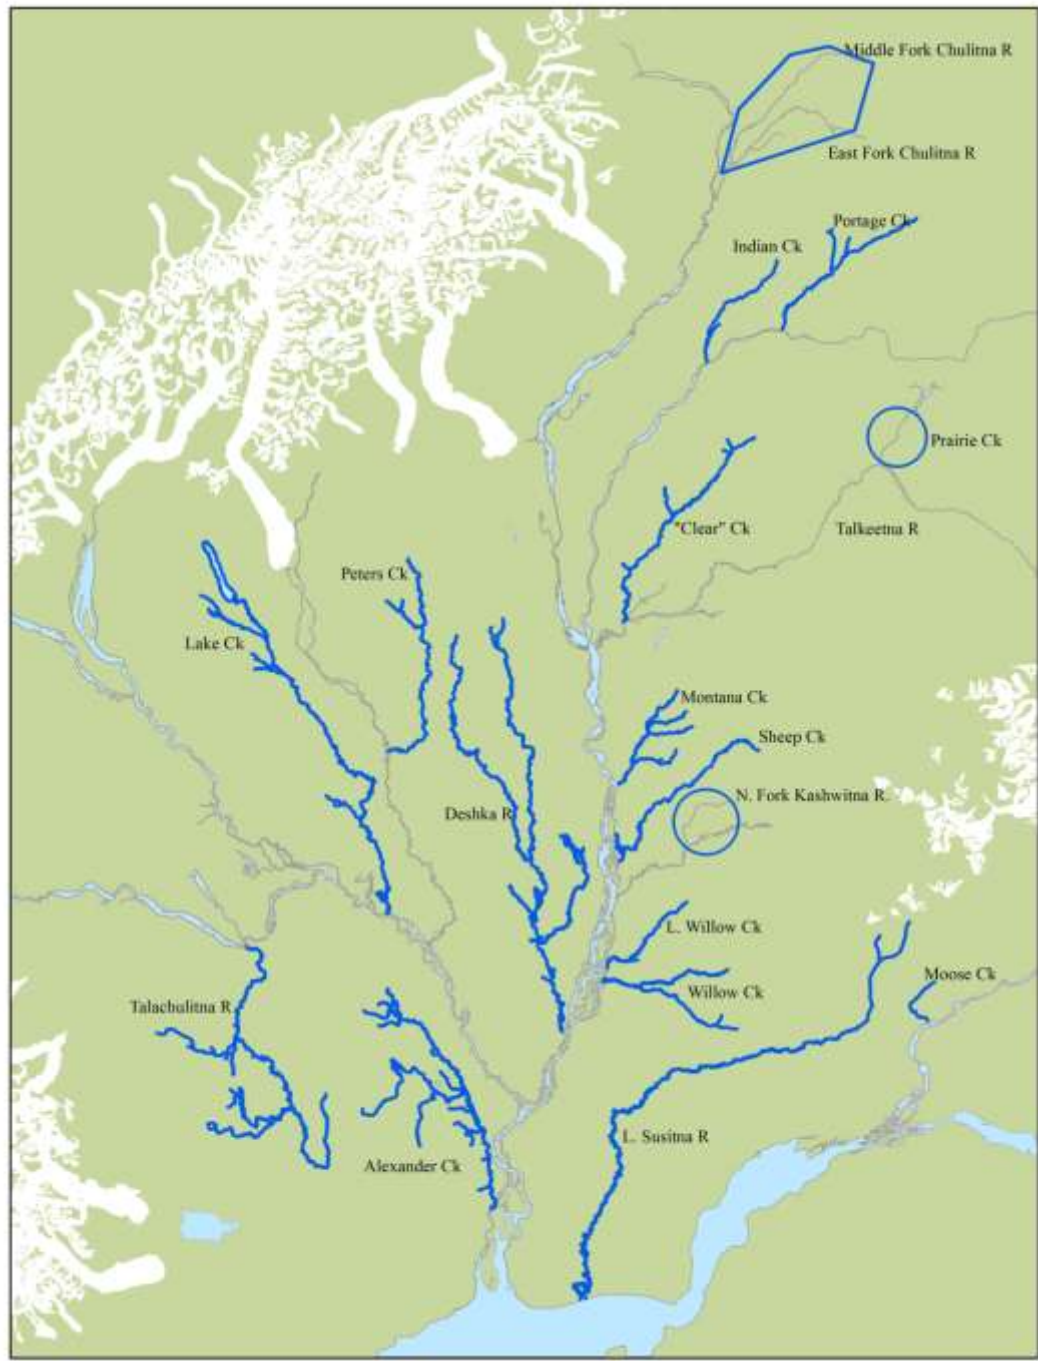 Middle Fork Chulitna R
East Fork Chulitna R
Portage Ck
Indian Ck
Prairie Ck
"Clear" Ck
Talkeetna R
Peters Ck
Lake Ck
Montana Ck
Sheep Ck
N. Fork Kashwitna R.
Deshka R
L. Willow Ck
Moose Ck
Willow Ck
Talachulitna R
L. Susitna R
Alexander Ck